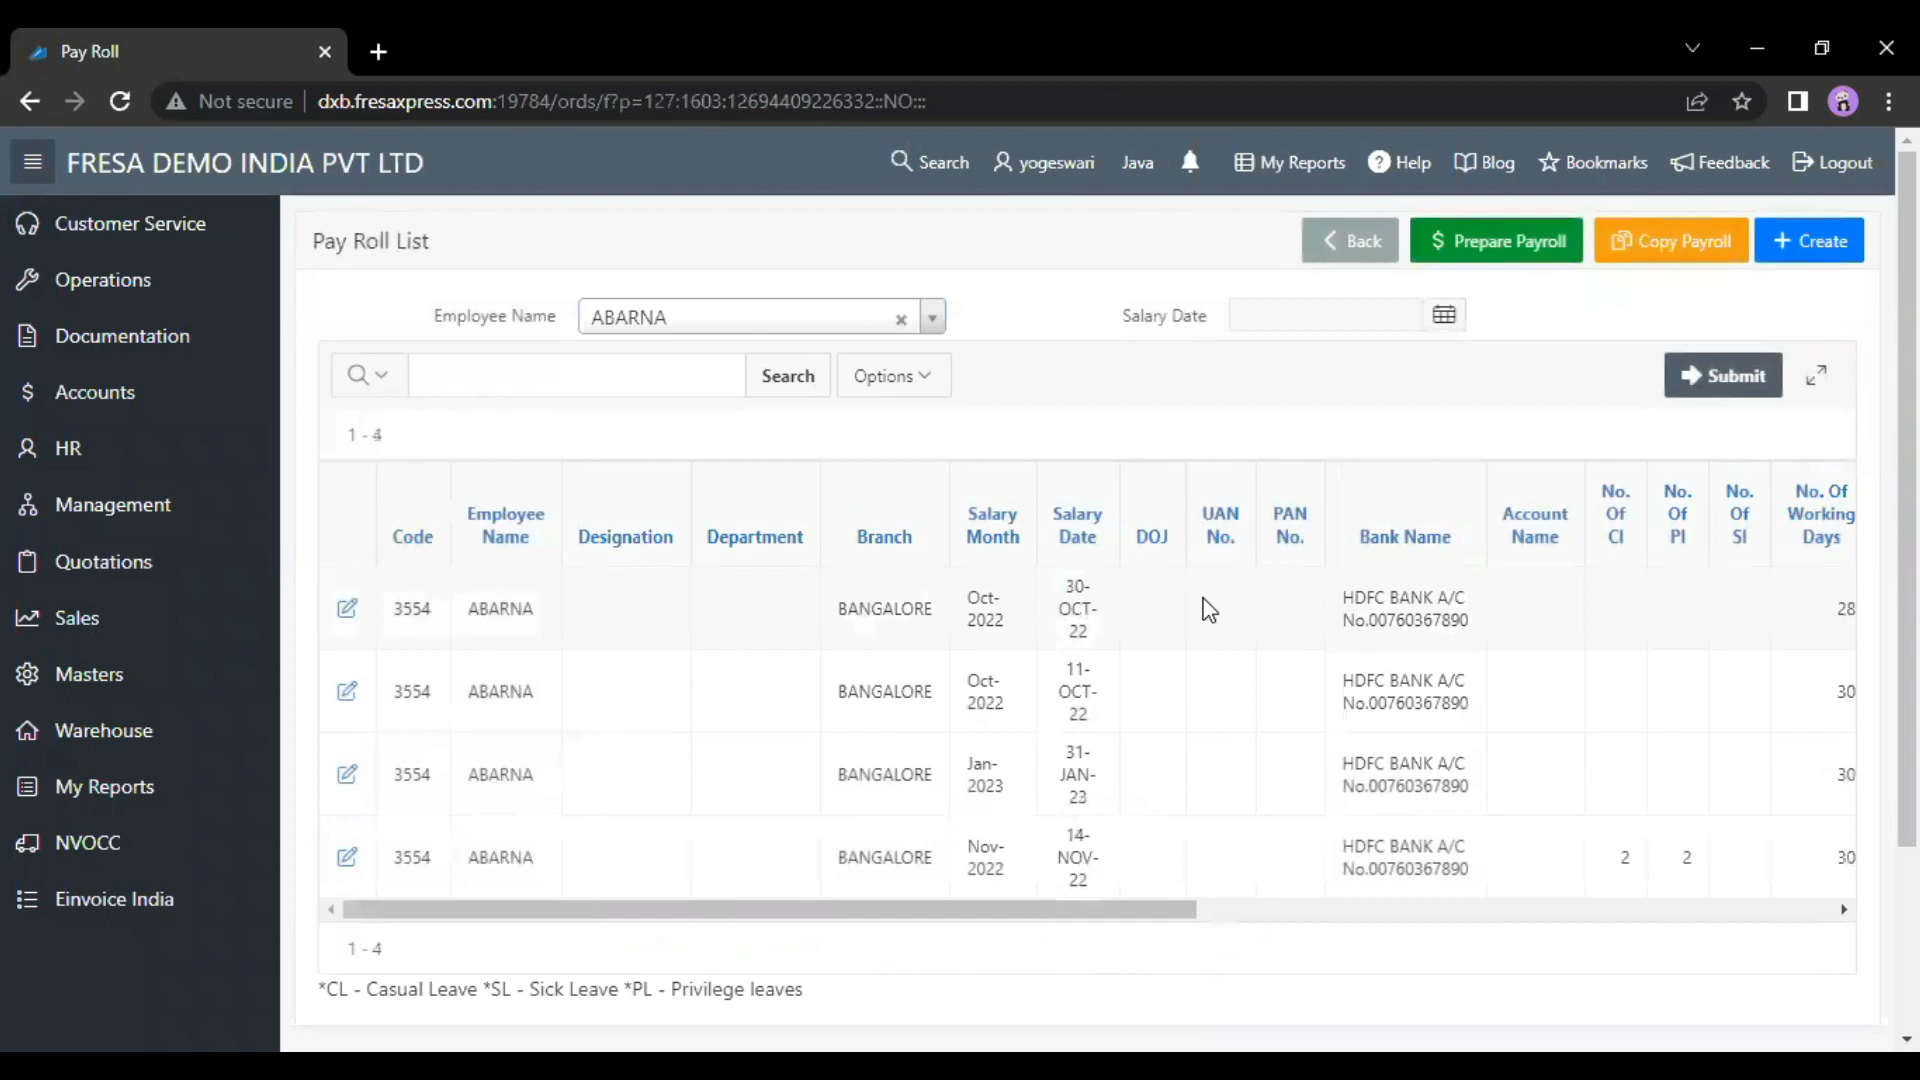 Pay Roll
Not secure dxb.fresaxpress.com:19784/ords/f?p=127:1603:12694409226332::NO:::
FRESA DEMO INDIA PVT LTD
Search yogeswari Java My Reports ? Help Blog Bookmarks Feedback Logout
Customer Service
Operations
Documentation
$ Accounts
HR
Management
Quotations
Sales
Masters
Warehouse
My Reports
NVOCC
Einvoice India
Pay Roll List
Back $ Prepare Payroll Copy Payroll + Create
Employee Name ABARNA Salary Date
Search Options Submit
1 - 4
Code Employee Name Designation Department Branch Salary Month Salary Date DOJ UAN No. PAN No. Bank Name Account Name No. Of Cl No. Of Pl No. Of Sl No. Of Working Days
3554 ABARNA BANGALORE Oct-2022 30-OCT-22 HDFC BANK A/C No.00760367890 28
3554 ABARNA BANGALORE Oct-2022 11-OCT-22 HDFC BANK A/C No.00760367890 30
3554 ABARNA BANGALORE Jan-2023 31-JAN-23 HDFC BANK A/C No.00760367890 30
3554 ABARNA BANGALORE Nov-2022 14-NOV-22 HDFC BANK A/C No.00760367890 2 2 30
1 - 4
*CL - Casual Leave *SL - Sick Leave *PL - Privilege leaves